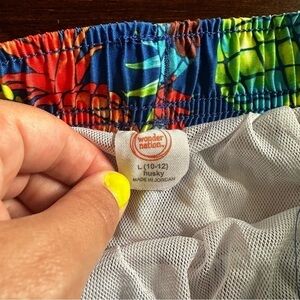 wonder
nation
L (10-12)
husky
MADE IN JORDAN